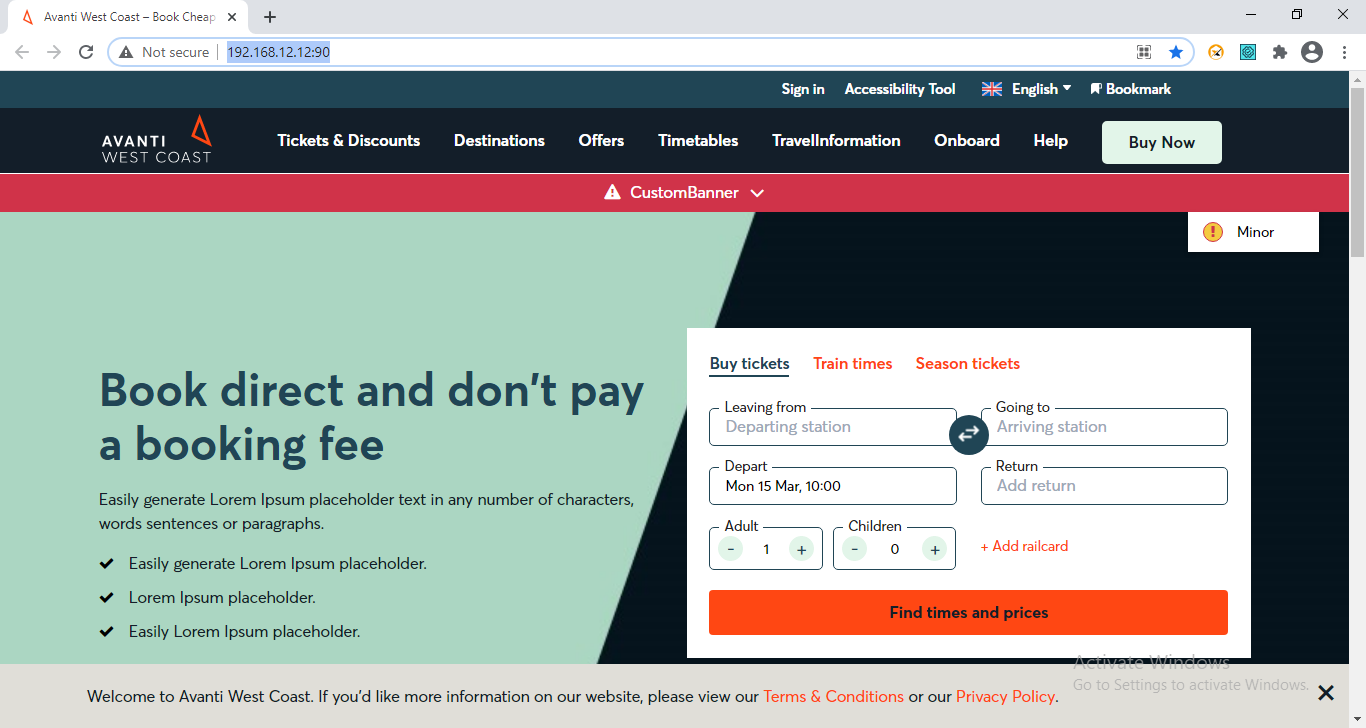 Avanti West Coast – Book Cheap
Not secure
192.168.12.12:90
Sign in Accessibility Tool English Bookmark
AVANTI
WEST COAST
Tickets & Discounts Destinations Offers Timetables TravelInformation Onboard Help Buy Now
CustomBanner
Minor
Book direct and don't pay
a booking fee
Easily generate Lorem Ipsum placeholder text in any number of characters,
words sentences or paragraphs.
Easily generate Lorem Ipsum placeholder.
Lorem Ipsum placeholder.
Easily Lorem Ipsum placeholder.
Buy tickets Train times Season tickets
Leaving from Going to
Departing station Arriving station
Depart Return
Mon 15 Mar, 10:00 Add return
Adult Children
- 1 + - 0 + + Add railcard
Find times and prices
Activate Windows
Go to Settings to activate Windows.
Welcome to Avanti West Coast. If you'd like more information on our website, please view our Terms & Conditions or our Privacy Policy.